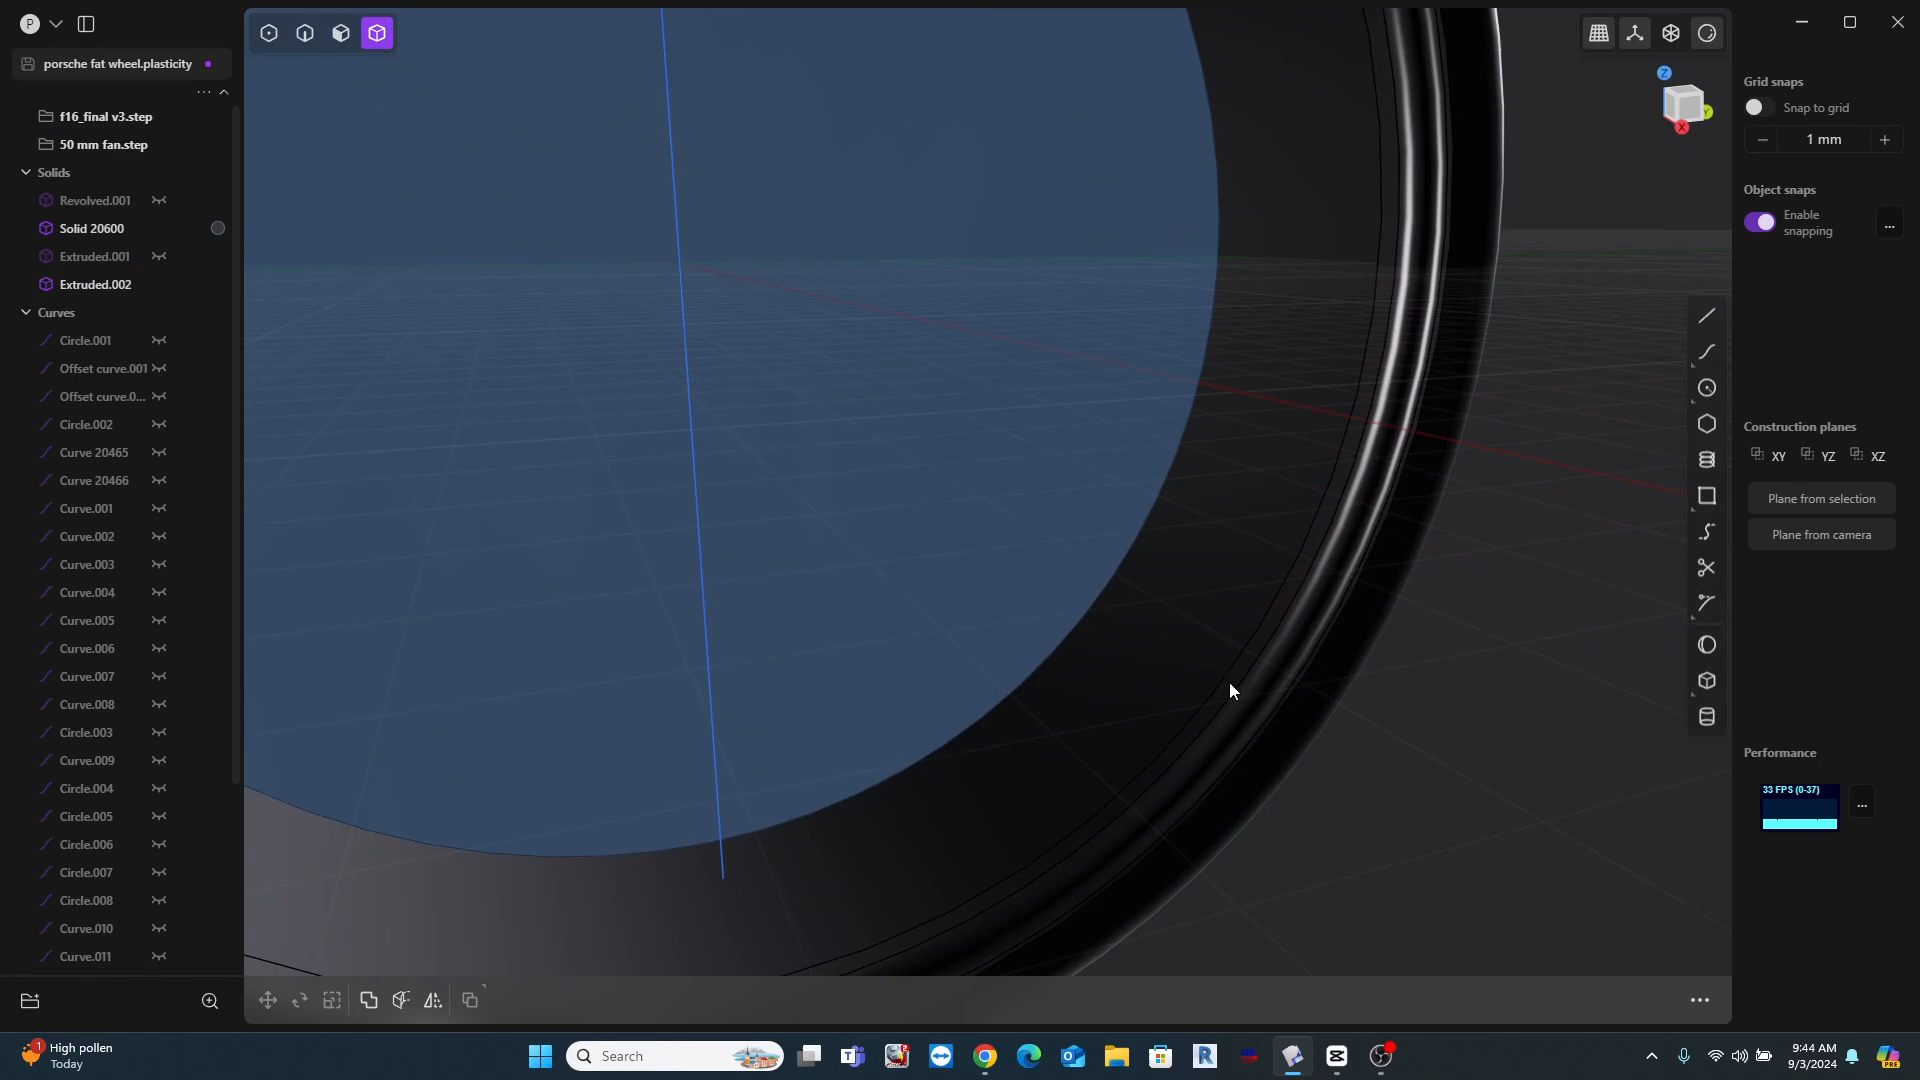 P
porsche fat wheel.plasticity
f16_final v3.step
50 mm fan.step
Solids
Revolved.001
Solid 20600
Extruded.001
Extruded.002
Curves
Circle.001
Offset curve.001
Offset curve.0...
Circle.002
Curve 20465
Curve 20466
Curve.001
Curve.002
Curve.003
Curve.004
Curve.005
Curve.006
Curve.007
Curve.008
Circle.003
Curve.009
Circle.004
Circle.005
Circle.006
Circle.007
Circle.008
Curve.010
Curve.011
Z
Y
X
Grid snaps
Snap to grid
1 mm
Object snaps
Enable
snapping
Construction planes
XY YZ XZ
Plane from selection
Plane from camera
Performance
33 FPS (0-37)
1
High pollen
Today
Search
9:44 AM
9/3/2024
PRE